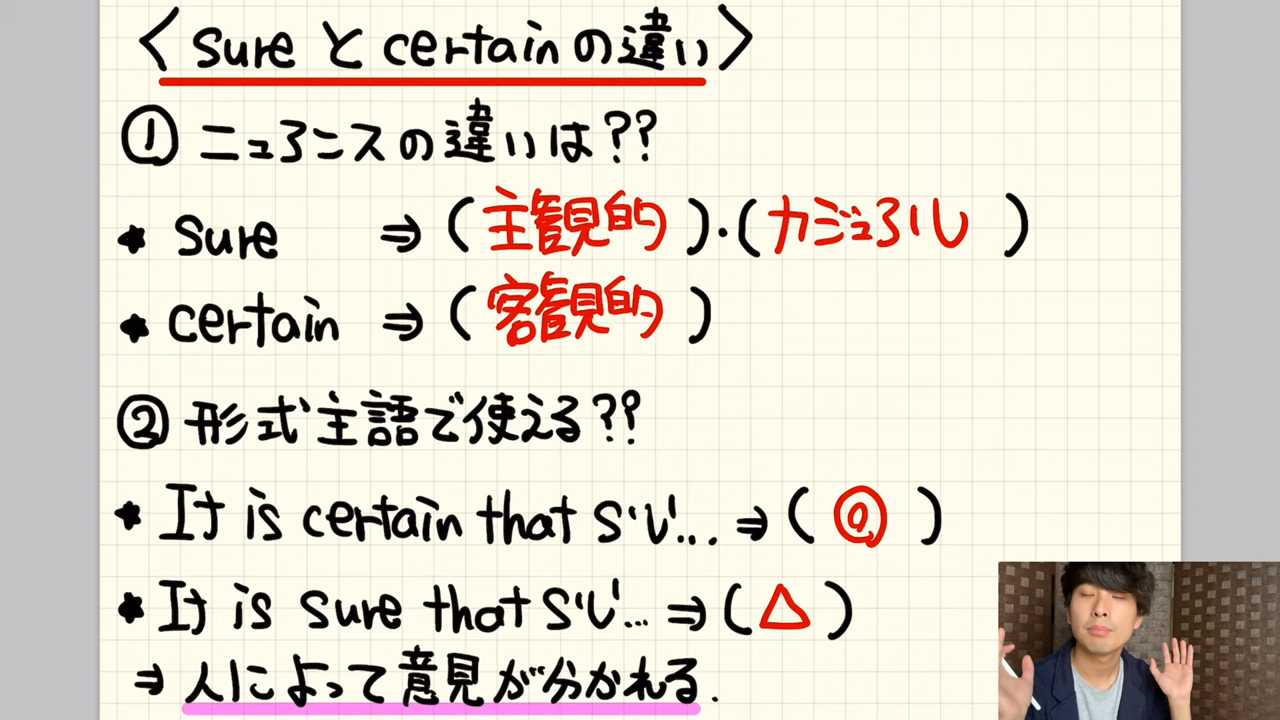 〈sureとcertainの違い〉
① ニュアンスの違いは??
★ sure ⇒ (主観的)・(カジュアル)
★ certain ⇒ (客観的)
② 形式主語で使える??
★ It is certain that S'V'... ⇒ (◎)
★ It is sure that S'V'... ⇒ (△)
⇒ 人によって意見が分かれる.